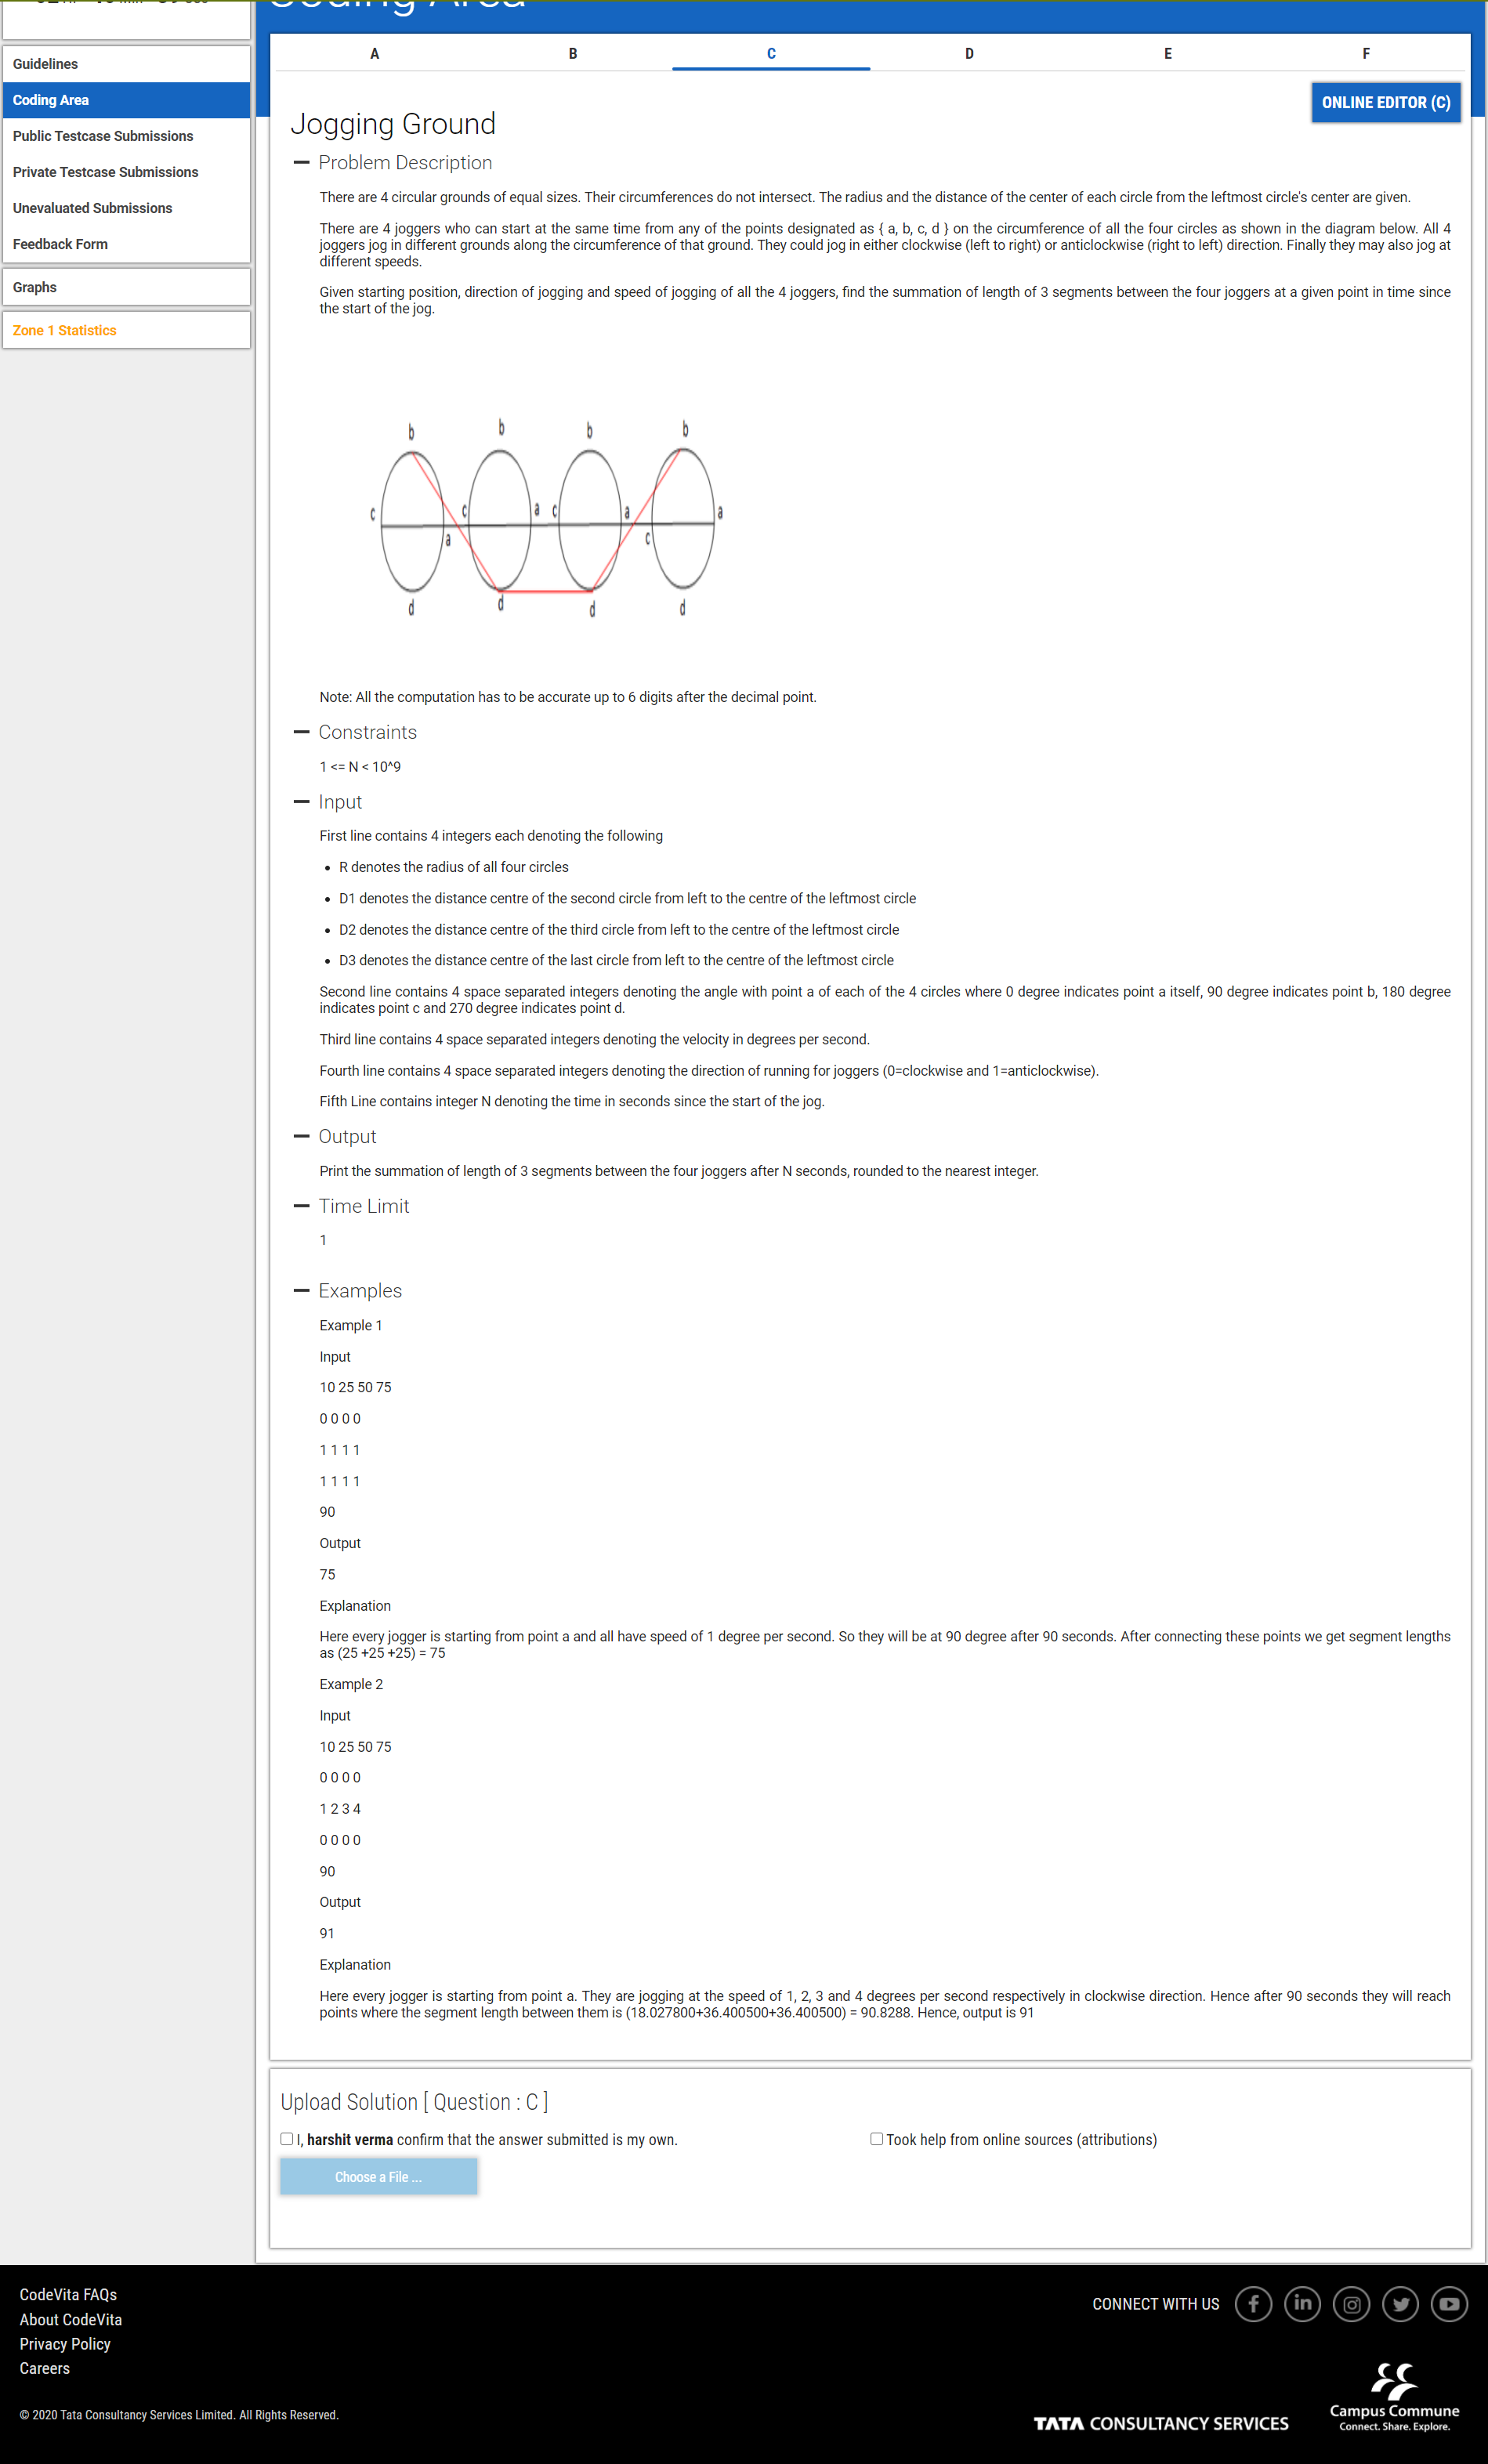 Coding Area
Guidelines
Coding Area
Public Testcase Submissions
Private Testcase Submissions
Unevaluated Submissions
Feedback Form
Graphs
Zone 1 Statistics
A B C D E F
ONLINE EDITOR (C)
Jogging Ground
Problem Description
There are 4 circular grounds of equal sizes. Their circumferences do not intersect. The radius and the distance of the center of each circle from the leftmost circle's center are given.
There are 4 joggers who can start at the same time from any of the points designated as { a, b, c, d } on the circumference of all the four circles as shown in the diagram below. All 4
joggers jog in different grounds along the circumference of that ground. They could jog in either clockwise (left to right) or anticlockwise (right to left) direction. Finally they may also jog at
different speeds.
Given starting position, direction of jogging and speed of jogging of all the 4 joggers, find the summation of length of 3 segments between the four joggers at a given point in time since
the start of the jog.
b b b b
c c a c a a
a c
d d d d
Note: All the computation has to be accurate up to 6 digits after the decimal point.
Constraints
1 <= N < 10^9
Input
First line contains 4 integers each denoting the following
• R denotes the radius of all four circles
• D1 denotes the distance centre of the second circle from left to the centre of the leftmost circle
• D2 denotes the distance centre of the third circle from left to the centre of the leftmost circle
• D3 denotes the distance centre of the last circle from left to the centre of the leftmost circle
Second line contains 4 space separated integers denoting the angle with point a of each of the 4 circles where 0 degree indicates point a itself, 90 degree indicates point b, 180 degree
indicates point c and 270 degree indicates point d.
Third line contains 4 space separated integers denoting the velocity in degrees per second.
Fourth line contains 4 space separated integers denoting the direction of running for joggers (0=clockwise and 1=anticlockwise).
Fifth Line contains integer N denoting the time in seconds since the start of the jog.
Output
Print the summation of length of 3 segments between the four joggers after N seconds, rounded to the nearest integer.
Time Limit
1
Examples
Example 1
Input
10 25 50 75
0 0 0 0
1 1 1 1
1 1 1 1
90
Output
75
Explanation
Here every jogger is starting from point a and all have speed of 1 degree per second. So they will be at 90 degree after 90 seconds. After connecting these points we get segment lengths
as (25 +25 +25) = 75
Example 2
Input
10 25 50 75
0 0 0 0
1 2 3 4
0 0 0 0
90
Output
91
Explanation
Here every jogger is starting from point a. They are jogging at the speed of 1, 2, 3 and 4 degrees per second respectively in clockwise direction. Hence after 90 seconds they will reach
points where the segment length between them is (18.027800+36.400500+36.400500) = 90.8288. Hence, output is 91
Upload Solution [ Question : C ]
I, harshit verma confirm that the answer submitted is my own.
Took help from online sources (attributions)
Choose a File ...
CodeVita FAQs
About CodeVita
Privacy Policy
Careers
© 2020 Tata Consultancy Services Limited. All Rights Reserved.
CONNECT WITH US
TATA CONSULTANCY SERVICES
Campus Commune
Connect. Share. Explore.